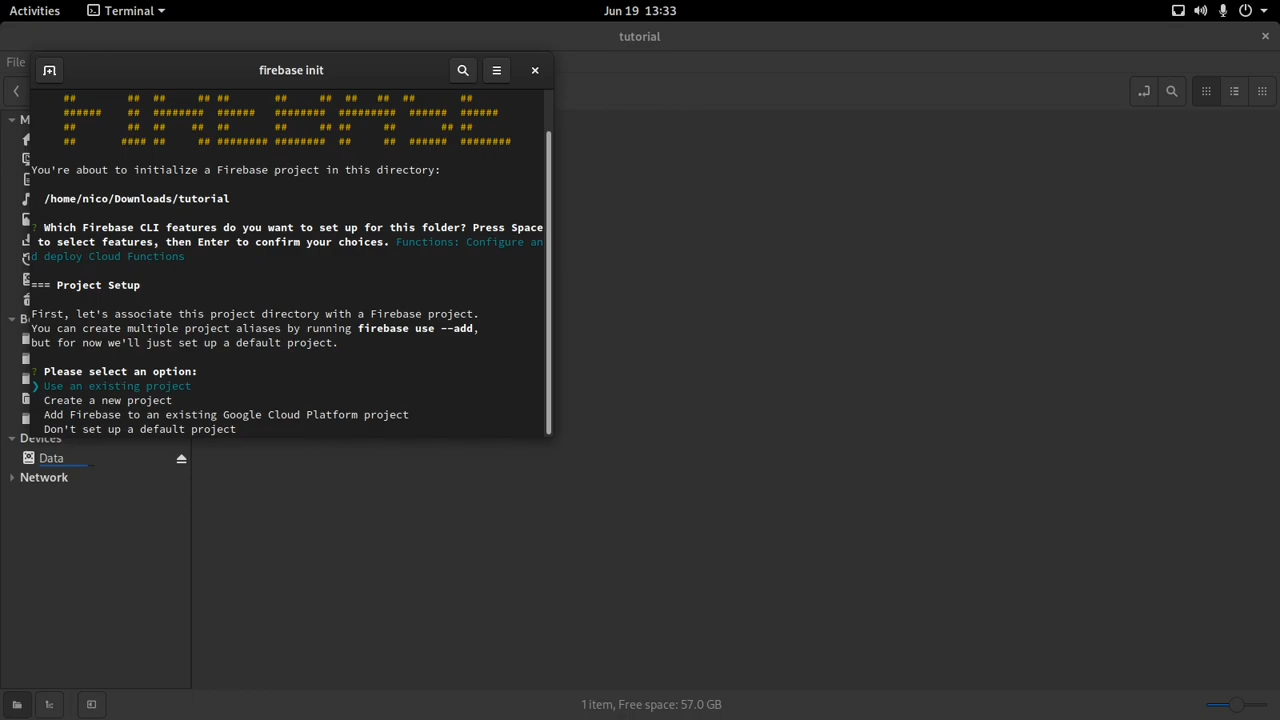 Activities
Terminal
Jun 19 13:33
tutorial
File
firebase init
##        ##  ##     ## ##       ##     ##  ##   ##  ##       ##
######    ##  ######## ######   ########  #########  ######  ######
##        ##  ##    ##  ##       ##     ## ##     ##       ## ##
##       #### ##     ## ######## ########  ##     ##  ######  ########
You're about to initialize a Firebase project in this directory:
/home/nico/Downloads/tutorial
? Which Firebase CLI features do you want to set up for this folder? Press Space
to select features, then Enter to confirm your choices. Functions: Configure an
d deploy Cloud Functions
=== Project Setup
First, let's associate this project directory with a Firebase project.
You can create multiple project aliases by running firebase use --add,
but for now we'll just set up a default project.
? Please select an option:
❯ Use an existing project
Create a new project
Add Firebase to an existing Google Cloud Platform project
Don't set up a default project
Devices
Data
Network
1 item, Free space: 57.0 GB